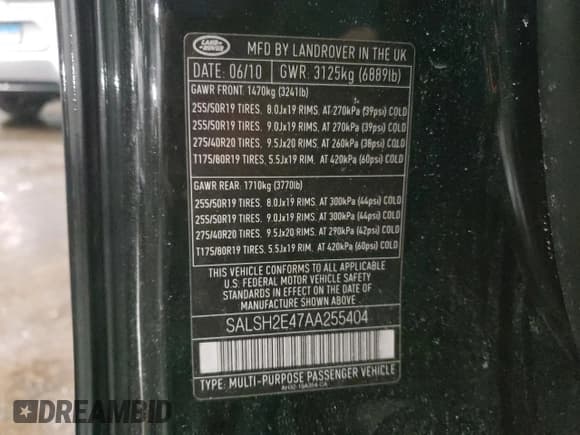 LAND-
ROVER
MFD BY LANDROVER IN THE UK
DATE: 06/10 GWR: 3125kg (6889lb)
GAWR FRONT: 1470kg (3241lb)
255/50R19 TIRES. 8.0Jx19 RIMS, AT 270kPa (39psi) COLD
255/50R19 TIRES. 9.0Jx19 RIMS, AT 270kPa (39psi) COLD
275/40R20 TIRES. 9.5Jx20 RIMS. AT 260kPa (38psi) COLD
T175/80R19 TIRES. 5.5Jx19 RIM, AT 420kPa (60psi) COLD
GAWR REAR: 1710kg (3770lb)
255/50R19 TIRES. 8.0Jx19 RIMS. AT 300kPa (44psi) COLD
255/50R19 TIRES. 9.0Jx19 RIMS. AT 300kPa (44psi) COLD
275/40R20 TIRES. 9.5Jx20 RIMS. AT 290kPa (42psi) COLD
T175/80R19 TIRES. 5.5Jx19 RIM, AT 420kPa (60psi) COLD
THIS VEHICLE CONFORMS TO ALL APPLICABLE
U.S. FEDERAL MOTOR VEHICLE SAFETY
STANDARDS IN EFFECT ON THE DATE OF
MANUFACTURE SHOWN ABOVE.
SALSH2E47AA255404
TYPE: MULTI-PURPOSE PASSENGER VEHICLE
DREAMBID